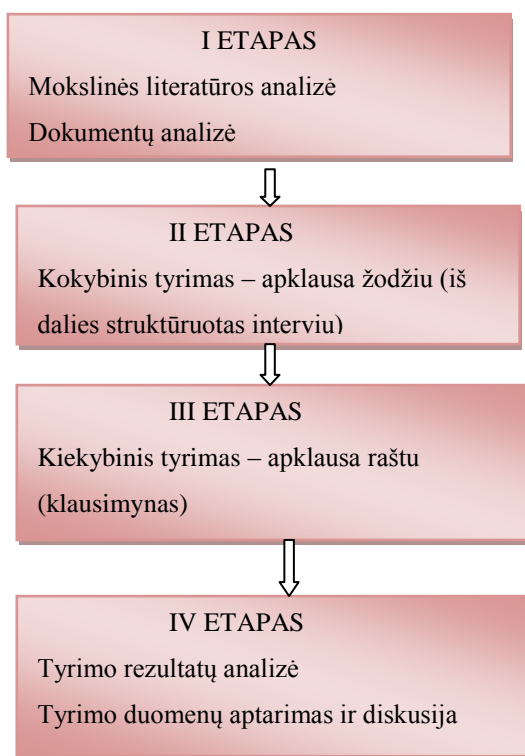 I ETAPAS
Mokslinės literatūros analizė
Dokumentų analizė
II ETAPAS
Kokybinis tyrimas – apklausa žodžiu (iš
dalies struktūruotas interviu)
III ETAPAS
Kiekybinis tyrimas – apklausa raštu
(klausimynas)
IV ETAPAS
Tyrimo rezultatų analizė
Tyrimo duomenų aptarimas ir diskusija